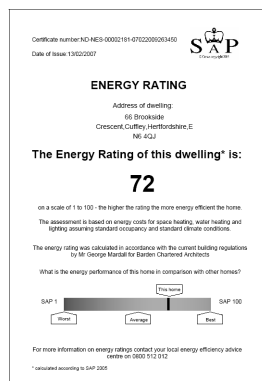 Certificate number:ND-NES-00002181-07022009263450
SAP
Date of Issue:13/02/2007
ENERGY RATING
Address of dwelling:
66 Brookside
Crescent,Cuffley,Hertfordshire,E
N6 4QJ
The Energy Rating of this dwelling* is:
72
on a scale of 1 to 100 - the higher the rating the more energy efficient the home.
The assessment is based on energy costs for space heating, water heating and
lighting assuming standard occupancy and standard climate conditions.
The energy rating was calculated in accordance with the current building regulations
by Mr George Mardall for Barden Chartered Architects
What is the energy performance of this home in comparison with other homes?
This home
SAP 1
SAP 100
Worst
Average
Best
For more information on energy ratings contact your local energy efficiency advice
centre on 0800 512 012
* calculated according to SAP 2005